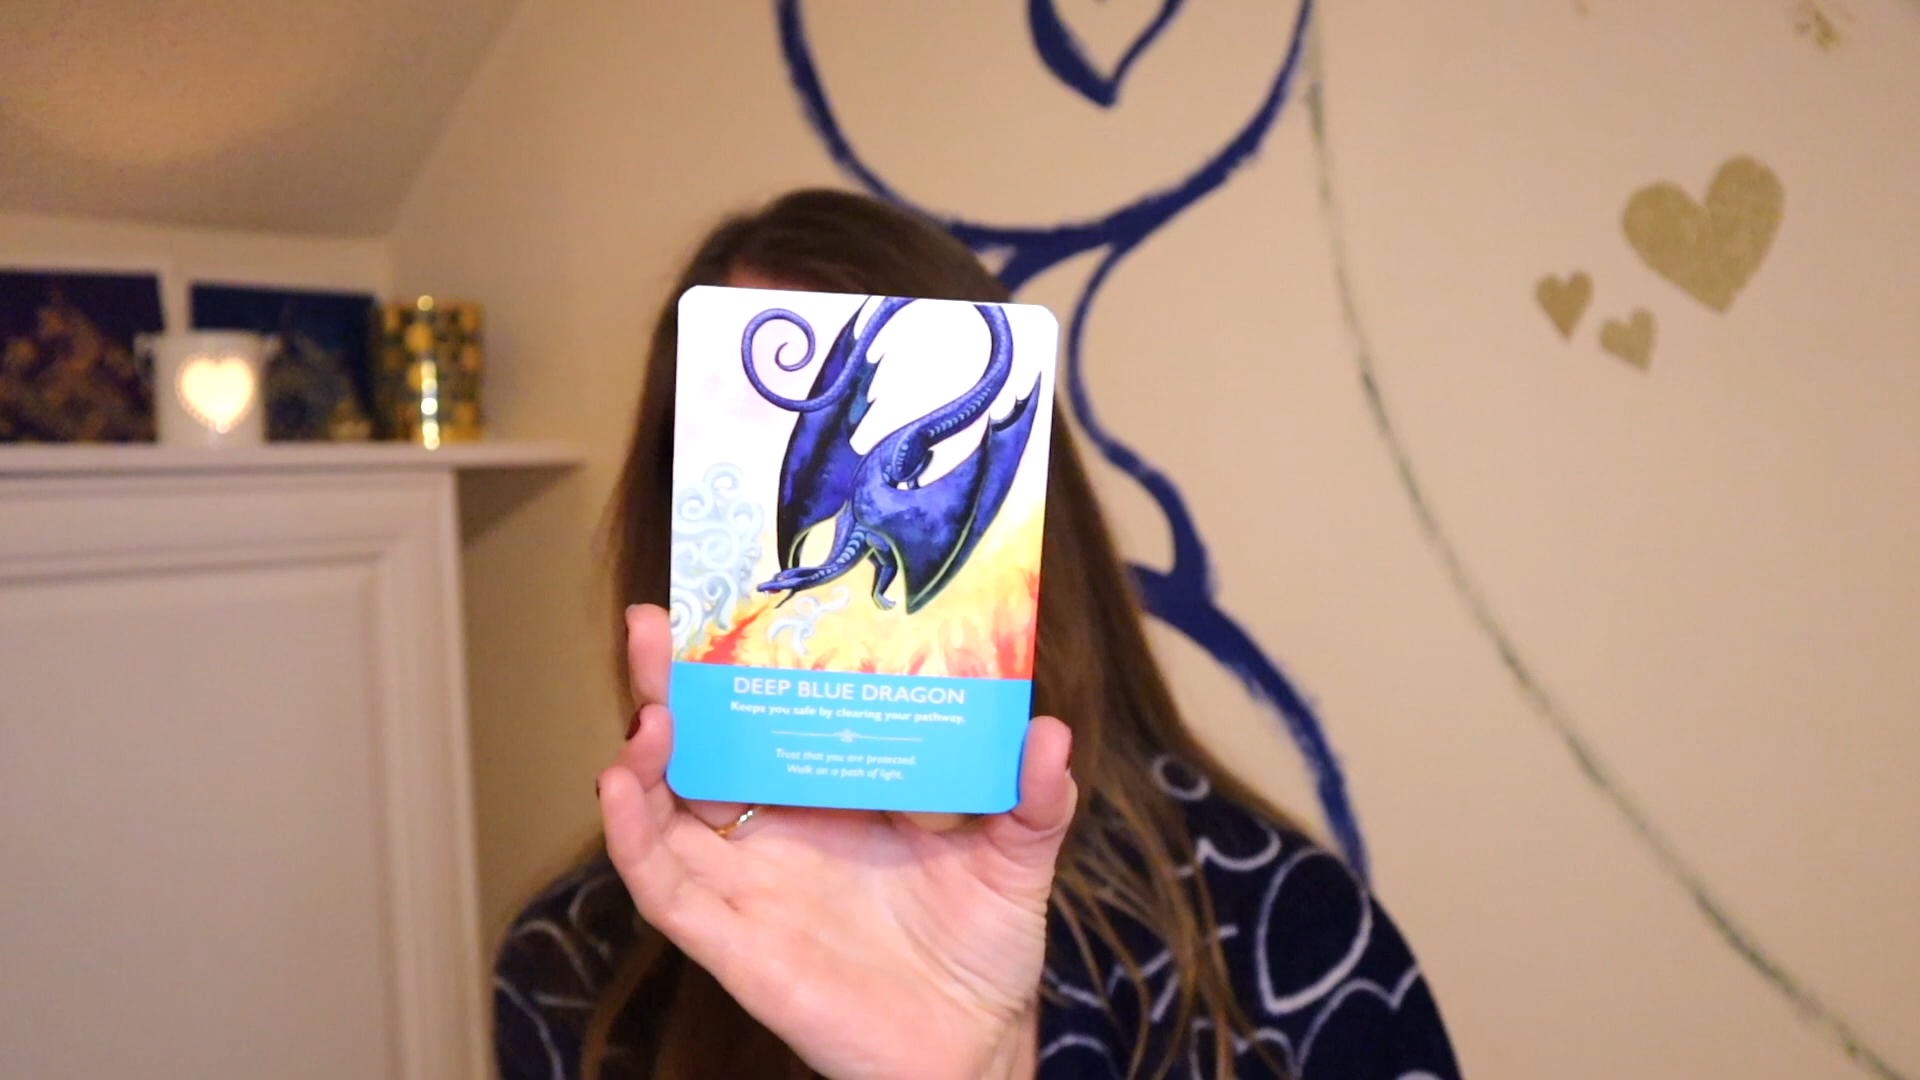 DEEP BLUE DRAGON
Keeps you safe by clearing your pathway.
Trust that you are protected.
Walk on a path of light.